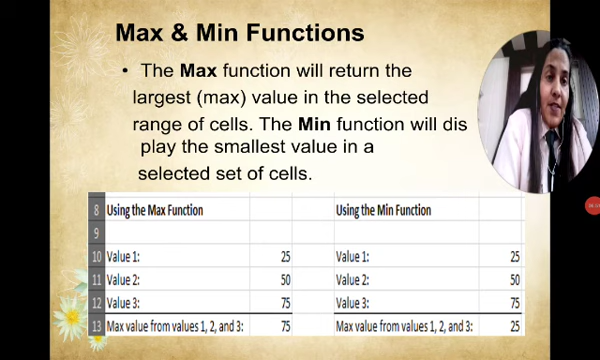 Max & Min Functions
• The Max function will return the
largest (max) value in the selected
range of cells. The Min function will dis
play the smallest value in a
selected set of cells.
8 Using the Max Function Using the Min Function
9
10 Value 1: 25 Value 1: 25
11 Value 2: 50 Value 2: 50
12 Value 3: 75 Value 3: 75
13 Max value from values 1, 2, and 3: 75 Max value from values 1, 2, and 3: 25